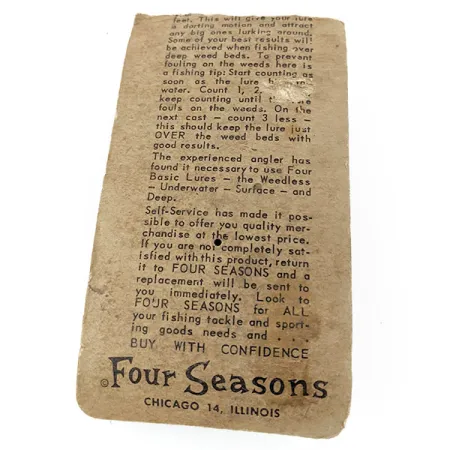 feet. This will give your lure
a darting motion and attract
any big ones lurking around.
Some of your best results will
be achieved when fishing over
deep weed beds. To prevent
fouling on the weeds here is
a fishing tip: Start counting as
soon as the lure
water. Count 1, 2,
keep counting until
fouls on the weeds. On the
next cast — count 3 less —
this should keep the lure just
OVER the weed beds with
good results.
The experienced angler has
found it necessary to use Four
Basic Lures — the Weedless
— Underwater — Surface — and
Deep.
Self-Service has made it pos-
sible to offer you quality mer-
chandise at the lowest price.
If you are not completely sat-
isfied with this product, return
it to FOUR SEASONS and a
replacement will be sent to
you immediately. Look to
FOUR SEASONS for ALL
your fishing tackle and sport-
ing goods needs and . . .
BUY WITH CONFIDENCE
© Four Seasons
CHICAGO 14, ILLINOIS